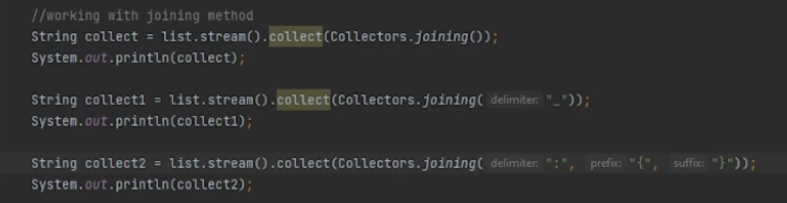 //working with joining method
String collect = list.stream().collect(Collectors.joining());
System.out.println(collect);
String collect1 = list.stream().collect(Collectors.joining( delimiter: "_"));
System.out.println(collect1);
String collect2 = list.stream().collect(Collectors.joining( delimiter: ":", prefix: "{", suffix: "}"));
System.out.println(collect2);